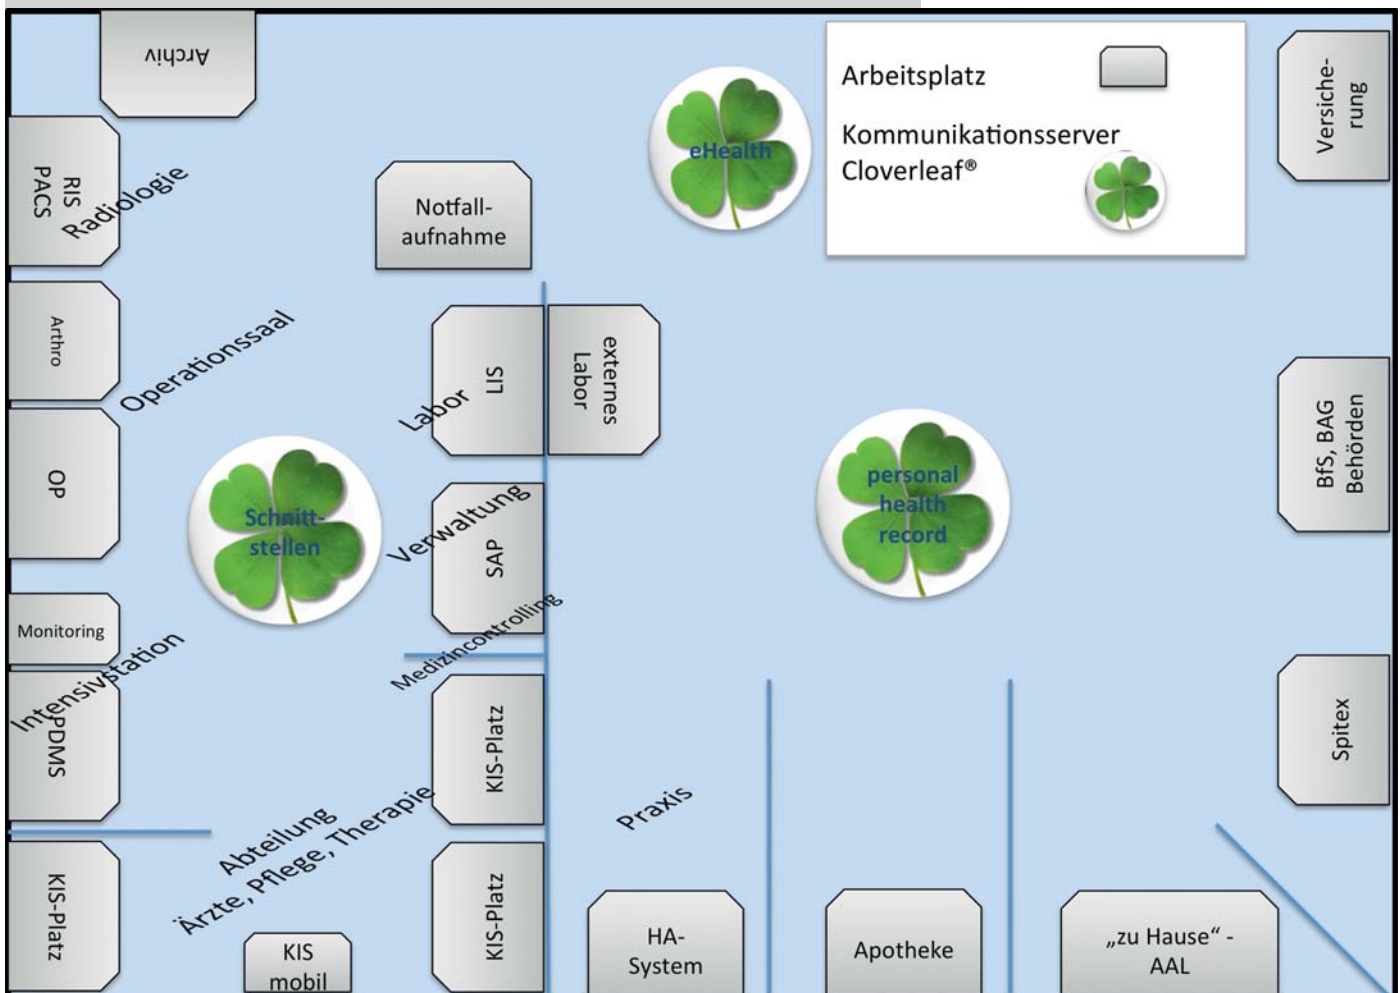 Archiv
Arbeitsplatz
Kommunikationsserver
Cloverleaf®
Versiche-
rung
eHealth
RIS
PACS
Radiologie
Notfall-
aufnahme
Arthro
Operationssaal
LIS
Labor
externes
Labor
BfS, BAG
Behörden
OP
Schnitt-
stellen
Verwaltung
SAP
personal
health
record
Monitoring
Intensivstation
PDMS
Medizincontrolling
KIS-Platz
Spitex
Abteilung
Ärzte, Pflege, Therapie
Praxis
KIS-Platz
KIS
mobil
KIS-Platz
HA-
System
Apotheke
„zu Hause“ -
AAL